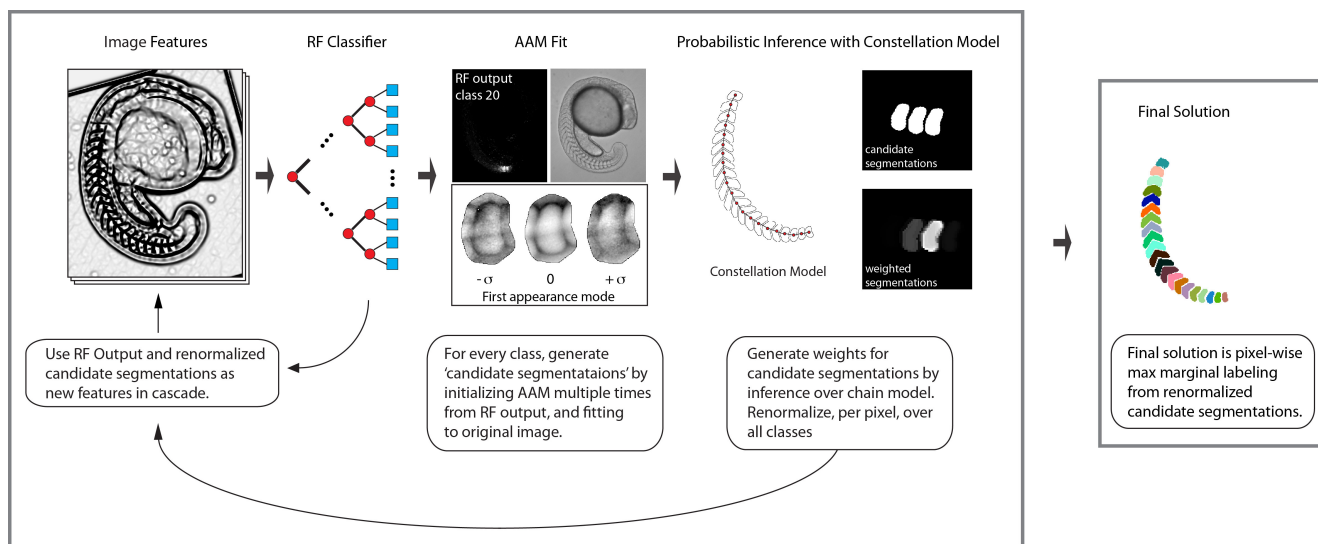 Image Features
RF Classifier
AAM Fit
Probabilistic Inference with Constellation Model
RF output
class 20
- σ
0
+ σ
First appearance mode
Constellation Model
candidate
segmentations
weighted
segmentations
Use RF Output and renormalized
candidate segmentations as
new features in cascade.
For every class, generate
‘candidate segmentataions’ by
initializing AAM multiple times
from RF output, and fitting
to original image.
Generate weights for
candidate segmentations by
inference over chain model.
Renormalize, per pixel, over
all classes
Final Solution
Final solution is pixel-wise
max marginal labeling
from renormalized
candidate segmentations.